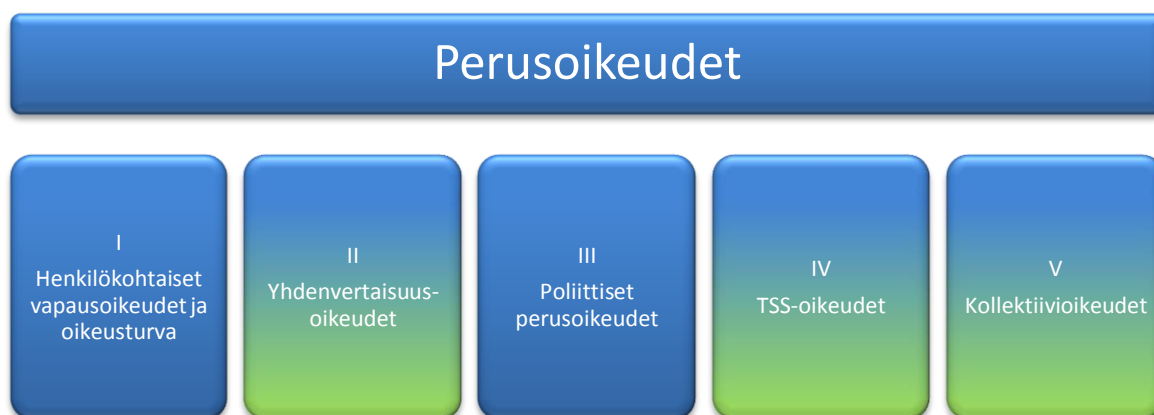 Perusoikeudet
I
Henkilökohtaiset
vapausoikeudet ja
oikeusturva
II
Yhdenvertaisuus-
oikeudet
III
Poliittiset
perusoikeudet
IV
TSS-oikeudet
V
Kollektiivioikeudet